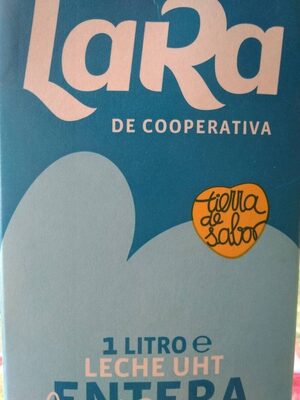 LaRa
DE COOPERATIVA
tierra
de
sabor
1 LITRO e
LECHE UHT
ENTERA